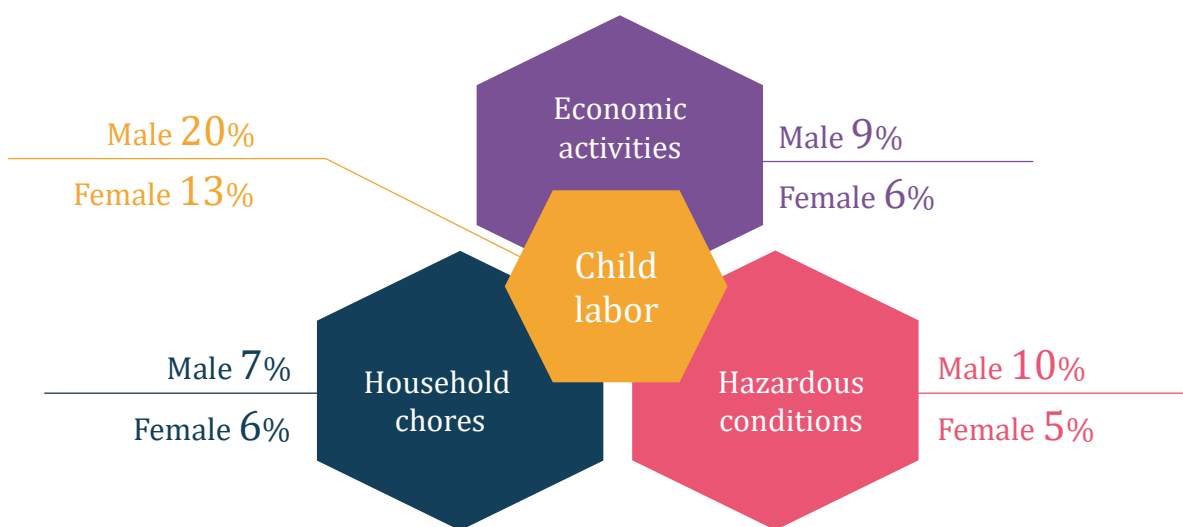 Economic
activities
Male 20%
Female 13%
Male 9%
Female 6%
Child
labor
Male 7%
Female 6%
Household
chores
Hazardous
conditions
Male 10%
Female 5%